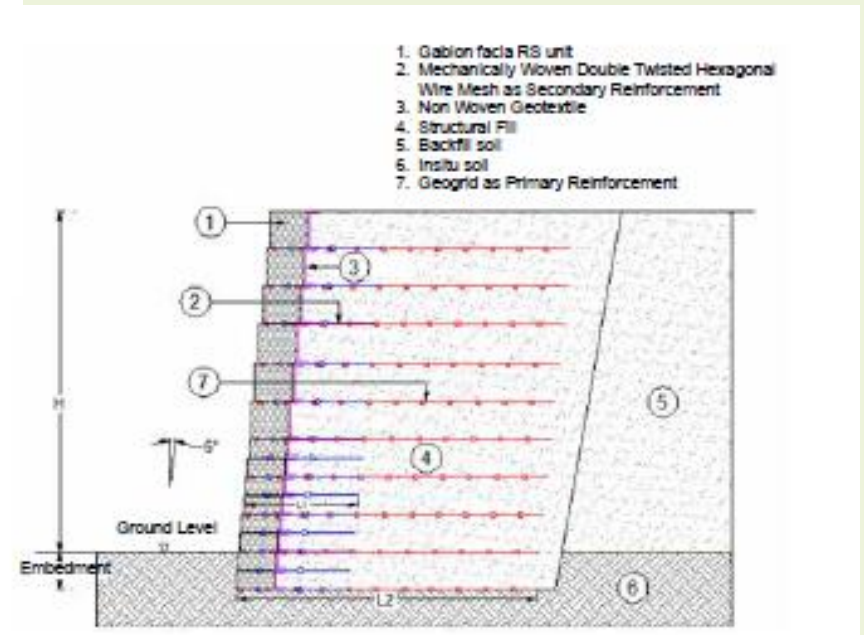 1. Gabion facia RS unit
2. Mechanically Woven Double Twisted Hexagonal
Wire Mesh as Secondary Reinforcement
3. Non Woven Geotextile
4. Structural Fill
5. Backfill soil
6. Insitu soil
7. Geogrid as Primary Reinforcement
1
3
2
7
H
5
6°
4
L1
Ground Level
Embedment
6
L2